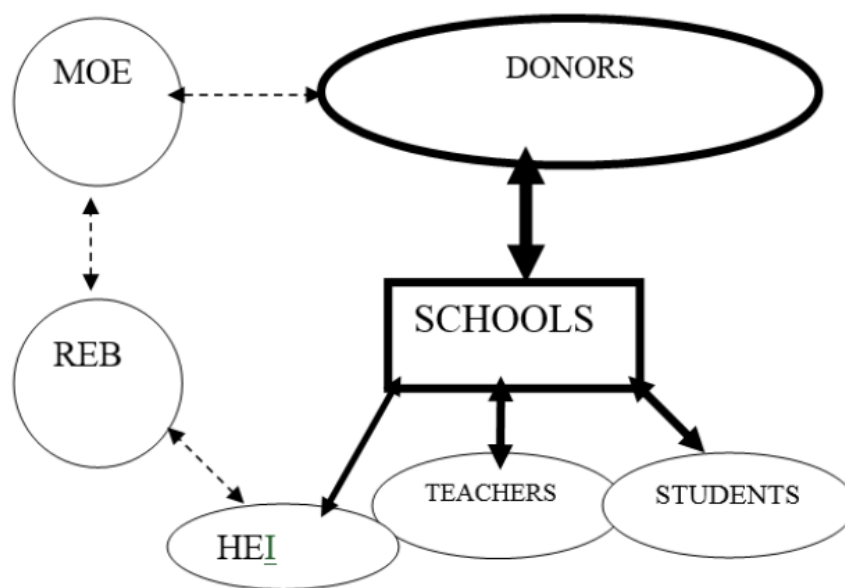 MOE
DONORS
SCHOOLS
REB
TEACHERS
STUDENTS
HEI